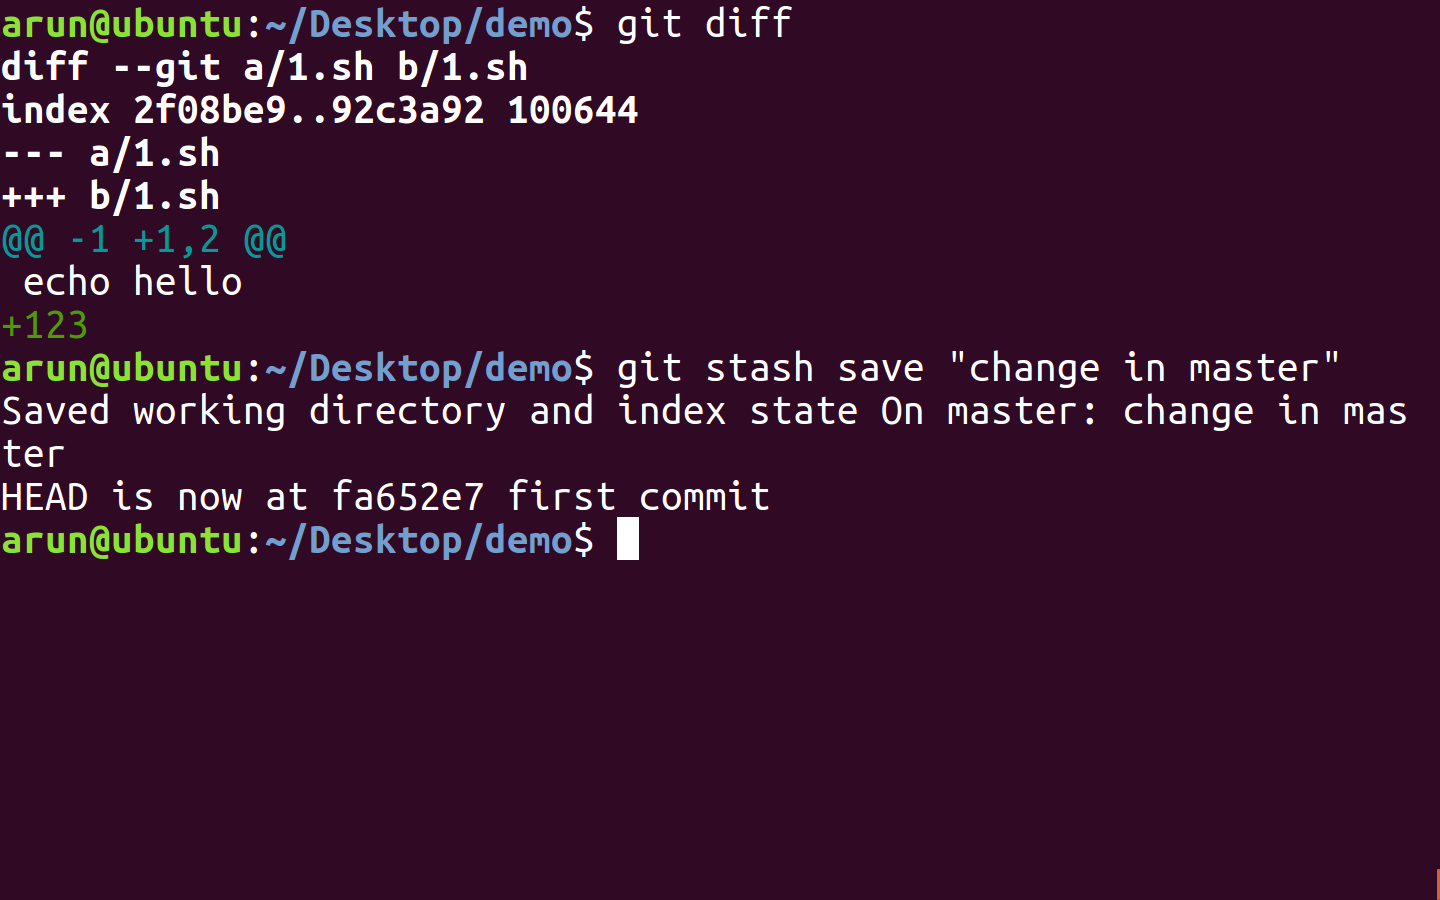 arun@ubuntu:~/Desktop/demo$ git diff
diff --git a/1.sh b/1.sh
index 2f08be9..92c3a92 100644
--- a/1.sh
+++ b/1.sh
@@ -1 +1,2 @@
 echo hello
+123
arun@ubuntu:~/Desktop/demo$ git stash save "change in master"
Saved working directory and index state On master: change in mas
ter
HEAD is now at fa652e7 first commit
arun@ubuntu:~/Desktop/demo$